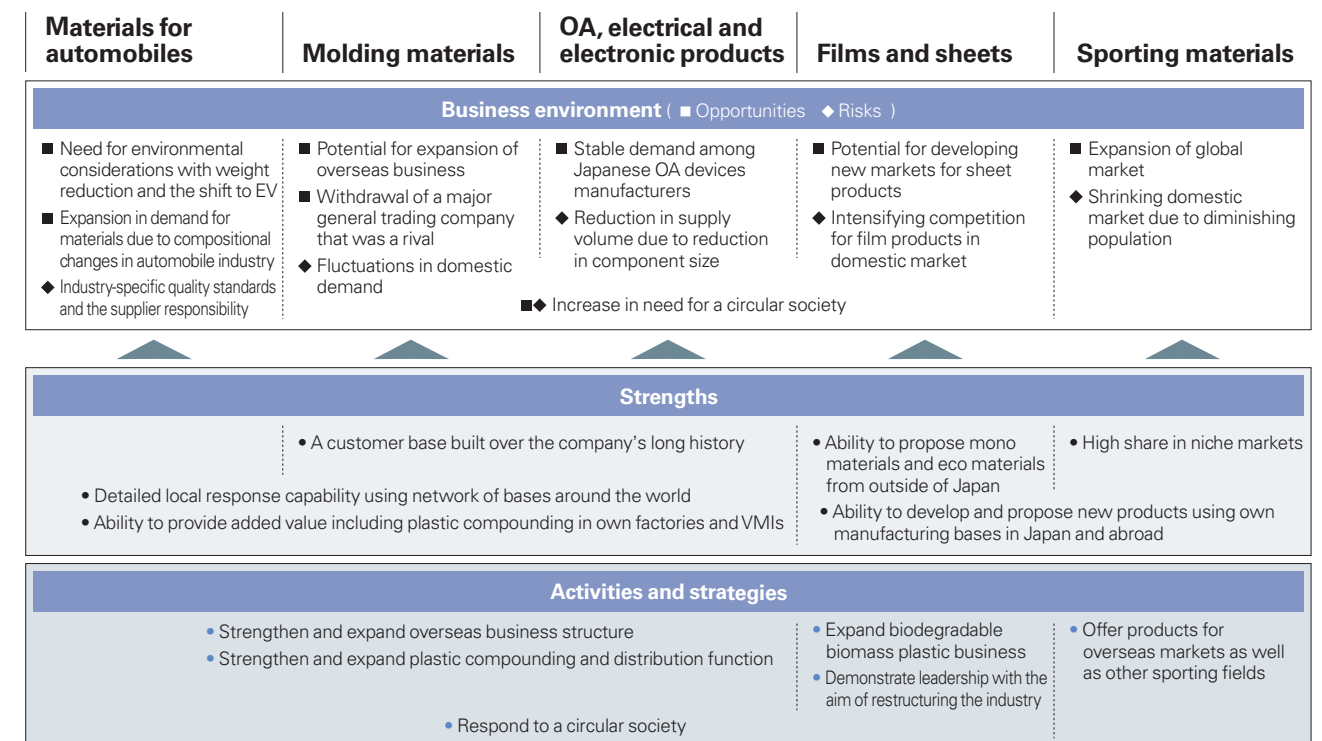 Materials for
automobiles
Molding materials
OA, electrical and
electronic products
Films and sheets
Sporting materials
Business environment ( ■ Opportunities ◆ Risks )
■ Need for environmental
considerations with weight
reduction and the shift to EV
■ Expansion in demand for
materials due to compositional
changes in automobile industry
◆ Industry-specific quality standards
and the supplier responsibility
■ Potential for expansion of
overseas business
■ Withdrawal of a major
general trading company
that was a rival
◆ Fluctuations in domestic
demand
■ Stable demand among
Japanese OA devices
manufacturers
◆ Reduction in supply
volume due to reduction
in component size
■ Potential for developing
new markets for sheet
products
◆ Intensifying competition
for film products in
domestic market
■ Expansion of global
market
◆ Shrinking domestic
market due to diminishing
population
■◆ Increase in need for a circular society
Strengths
• A customer base built over the company's long history
• Detailed local response capability using network of bases around the world
• Ability to provide added value including plastic compounding in own factories and VMIs
• Ability to propose mono
materials and eco materials
from outside of Japan
• High share in niche markets
• Ability to develop and propose new products using own
manufacturing bases in Japan and abroad
Activities and strategies
• Strengthen and expand overseas business structure
• Strengthen and expand plastic compounding and distribution function
• Expand biodegradable
biomass plastic business
• Demonstrate leadership with the
aim of restructuring the industry
• Offer products for
overseas markets as well
as other sporting fields
• Respond to a circular society